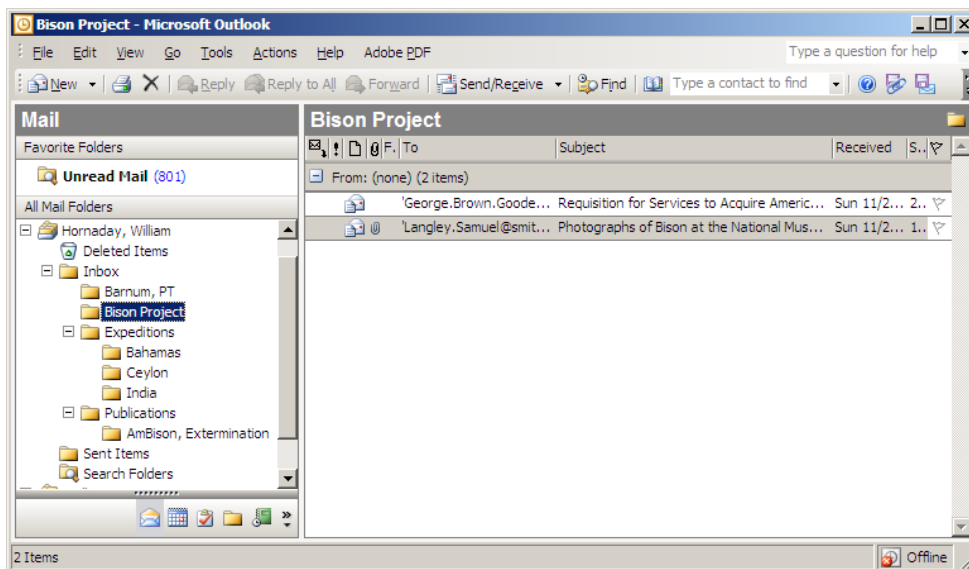 Bison Project - Microsoft Outlook
File Edit View Go Tools Actions Help Adobe PDF Type a question for help
New Reply Reply to All Forward Send/Receive Find Type a contact to find
Mail
Favorite Folders
Unread Mail (801)
All Mail Folders
Hornaday, William
Deleted Items
Inbox
Barnum, PT
Bison Project
Expeditions
Bahamas
Ceylon
India
Publications
AmBison, Extermination
Sent Items
Search Folders
Bison Project
F.. To Subject Received S..
From: (none) (2 items)
'George.Brown.Goode... Requisition for Services to Acquire Americ... Sun 11/2... 2..
'Langley.Samuel@smit... Photographs of Bison at the National Mus... Sun 11/2... 1..
2 Items Offline